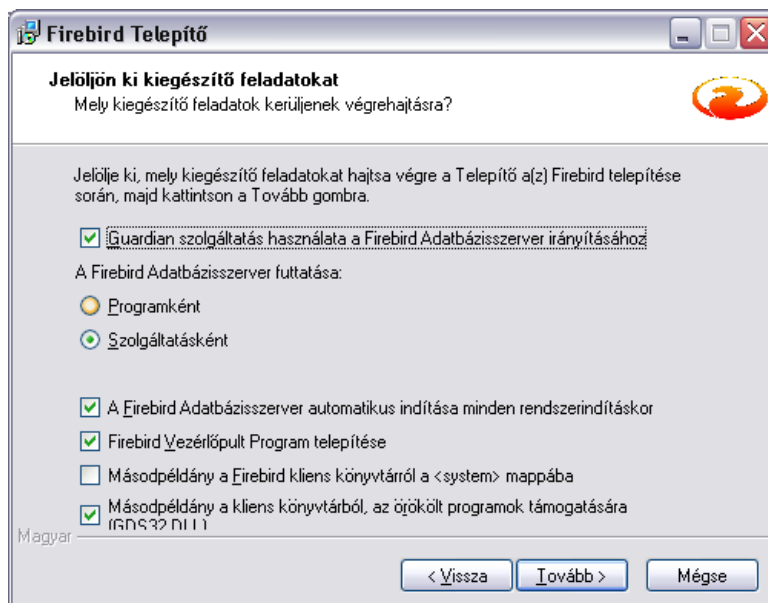 Firebird Telepítő
Jelöljön ki kiegészítő feladatokat
Mely kiegészítő feladatok kerüljenek végrehajtásra?
Jelölje ki, mely kiegészítő feladatokat hajtsa végre a Telepítő a(z) Firebird telepítése
során, majd kattintson a Tovább gombra.
Guardian szolgáltatás használata a Firebird Adatbázisszerver irányításához
A Firebird Adatbázisszerver futtatása:
Programként
Szolgáltatásként
A Firebird Adatbázisszerver automatikus indítása minden rendszerindításkor
Firebird Vezérlőpult Program telepítése
Másodpéldány a Firebird kliens könyvtárról a <system> mappába
Másodpéldány a kliens könyvtárból, az örökölt programok támogatására
(GDS32.DLL)
Magyar
< Vissza
Tovább >
Mégse